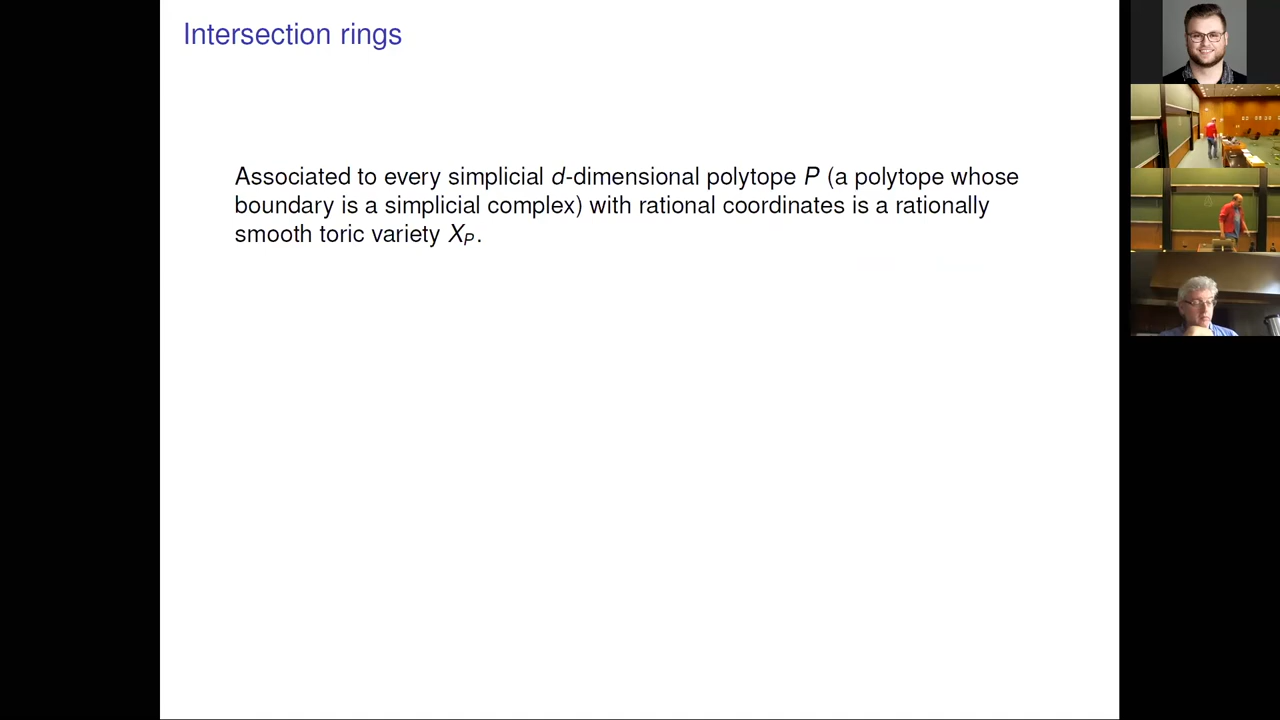 Intersection rings
Associated to every simplicial d-dimensional polytope P (a polytope whose
boundary is a simplicial complex) with rational coordinates is a rationally
smooth toric variety X_P.